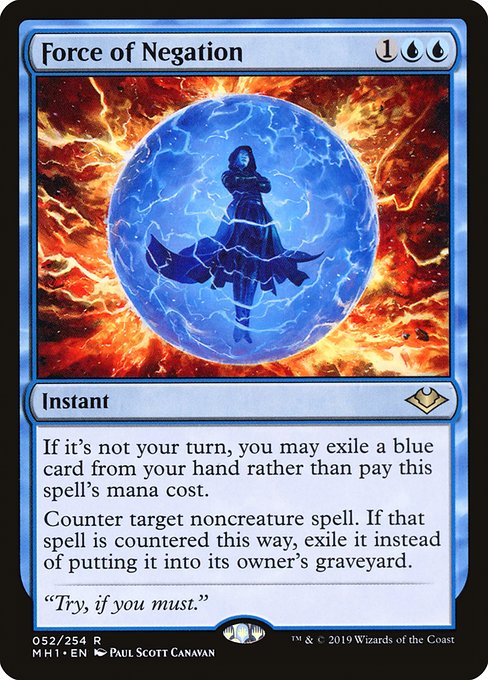 Force of Negation 1
Instant
If it's not your turn, you may exile a blue
card from your hand rather than pay this
spell's mana cost.
Counter target noncreature spell. If that
spell is countered this way, exile it instead
of putting it into its owner's graveyard.
“Try, if you must.”
052/254 R
MH1 • EN Paul Scott Canavan
™ & © 2019 Wizards of the Coast